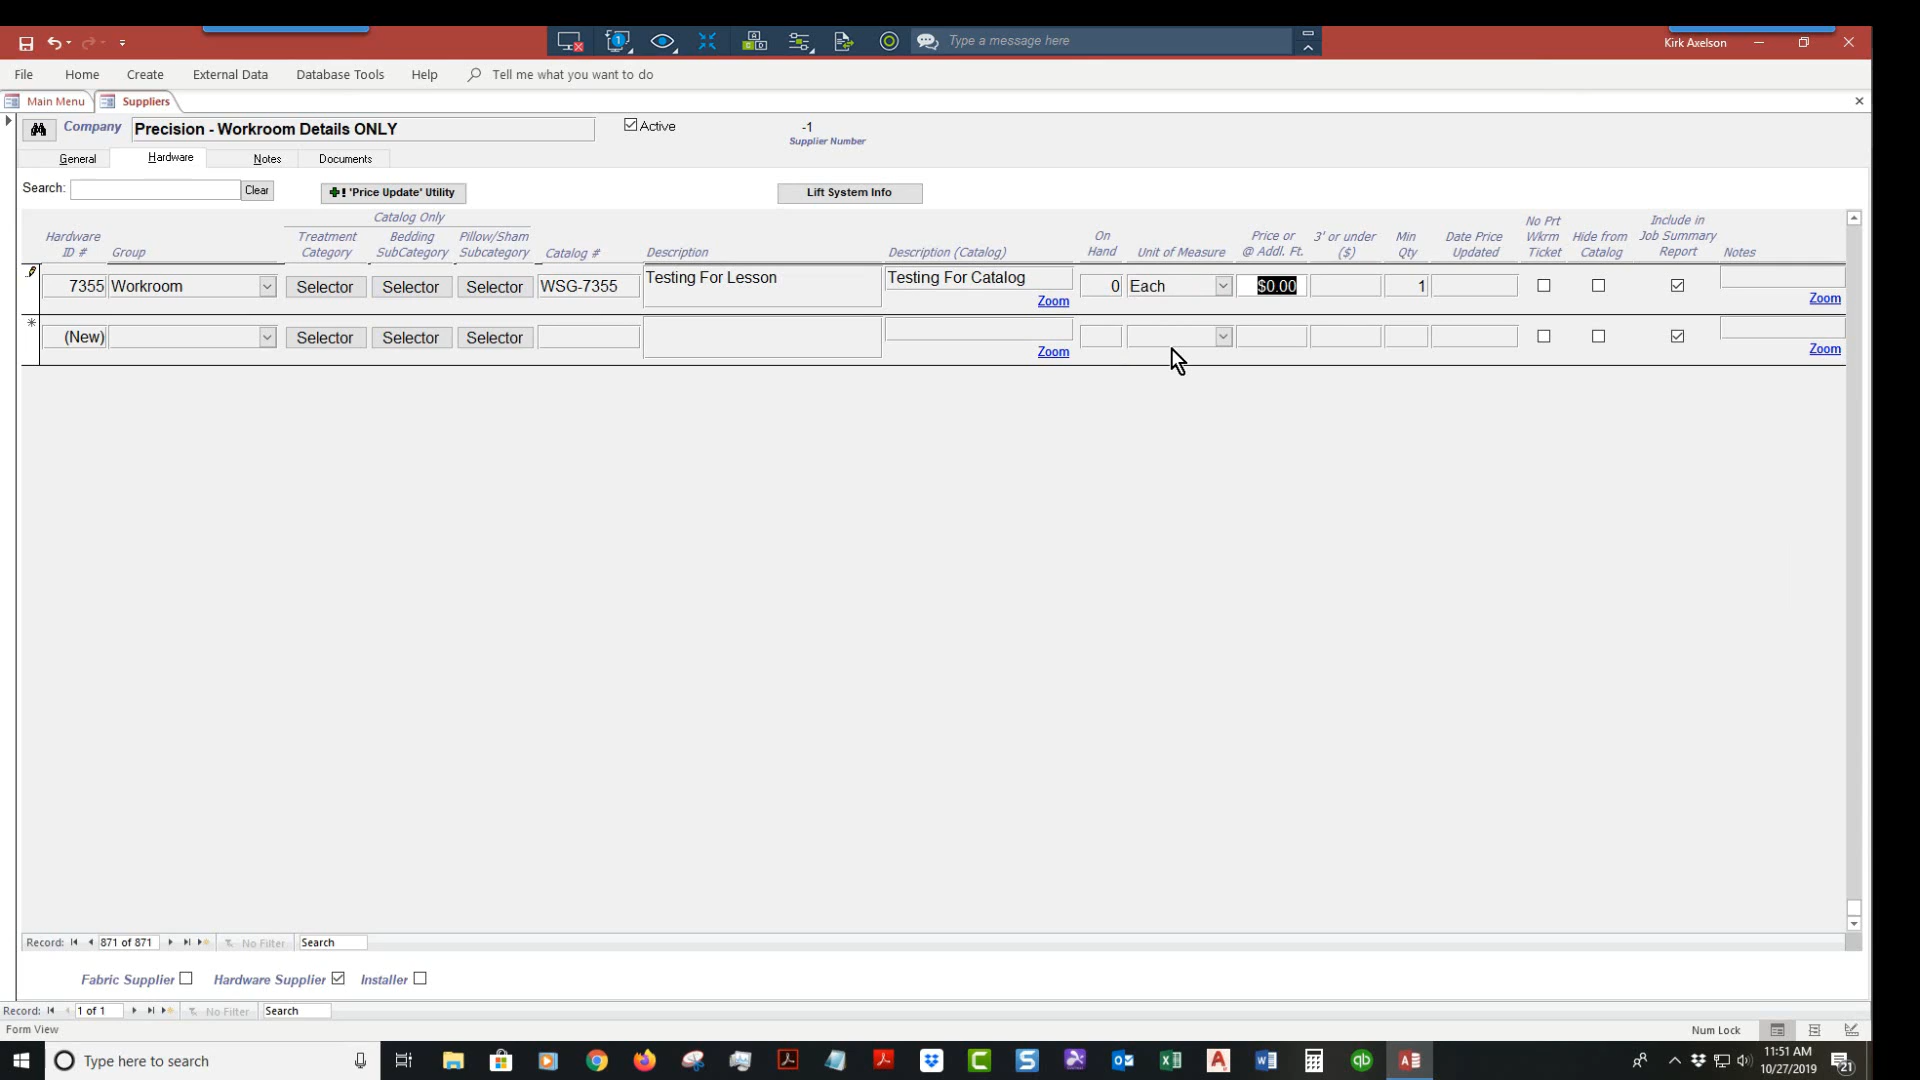 Type a message here
Kirk Axelson
File Home Create External Data Database Tools Help Tell me what you want to do
Main Menu Suppliers
Company Precision - Workroom Details ONLY Active -1
Supplier Number
General Hardware Notes Documents
Search: Clear ! 'Price Update' Utility Lift System Info
Catalog Only
Hardware ID # Group Treatment Category Bedding SubCategory Pillow/Sham Subcategory Catalog # Description Description (Catalog) On Hand Unit of Measure Price or @ Addl. Ft. 3' or under ($) Min Qty Date Price Updated No Prt Wkrm Ticket Hide from Catalog Include in Job Summary Report Notes
7355 Workroom Selector Selector Selector WSG-7355 Testing For Lesson Testing For Catalog Zoom 0 Each $0.00 1 Zoom
(New) Selector Selector Selector Zoom Zoom
Record: 871 of 871 No Filter Search
Fabric Supplier Hardware Supplier Installer
Record: 1 of 1 No Filter Search
Form View Num Lock
Type here to search
11:51 AM
10/27/2019
21